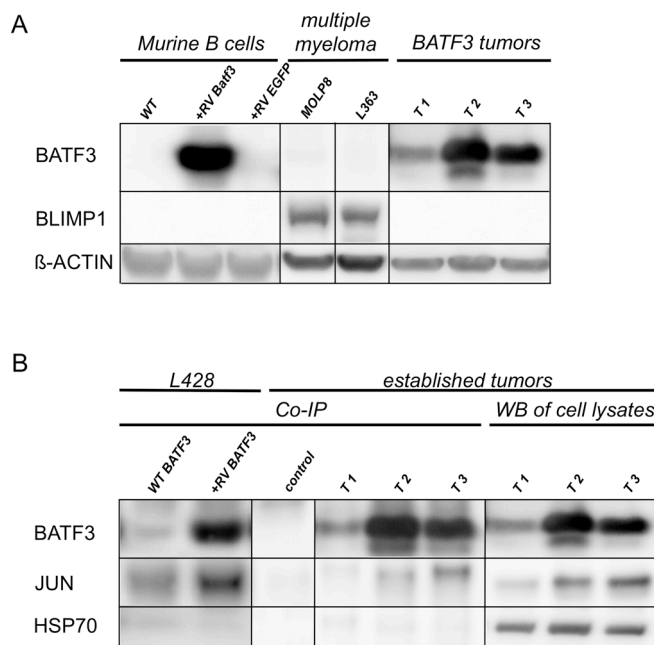 A
Murine B cells
multiple myeloma
BATF3 tumors
WT
+RV Batf3
+RV EGFP
MOLP8
L363
T 1
T 2
T 3
BATF3
BLIMP1
ß-ACTIN
B
L428
established tumors
Co-IP
WB of cell lysates
WT BATF3
+RV BATF3
control
T 1
T 2
T 3
T 1
T 2
T 3
BATF3
JUN
HSP70